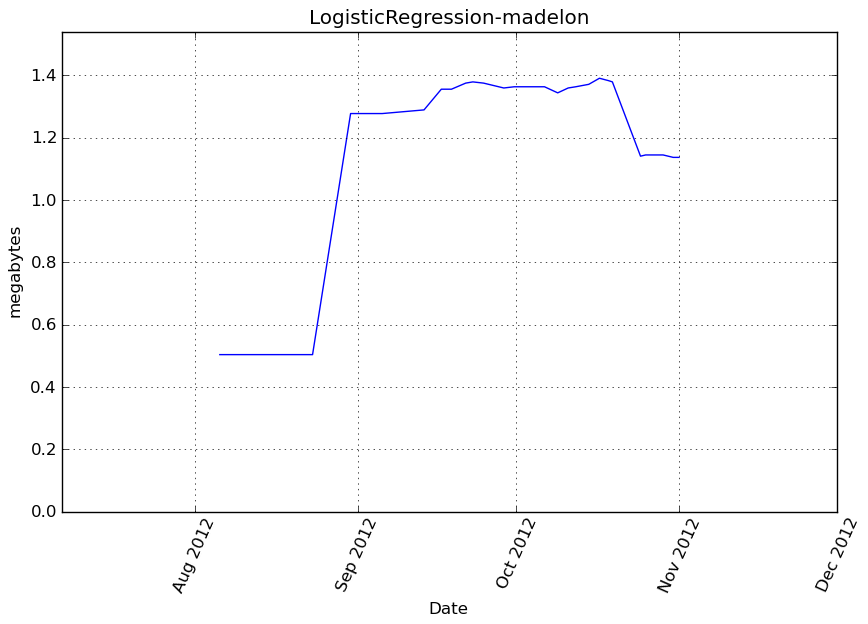 LogisticRegression-madelon
megabytes
1.4
1.2
1.0
0.8
0.6
0.4
0.2
0.0
Aug 2012
Sep 2012
Oct 2012
Nov 2012
Dec 2012
Date